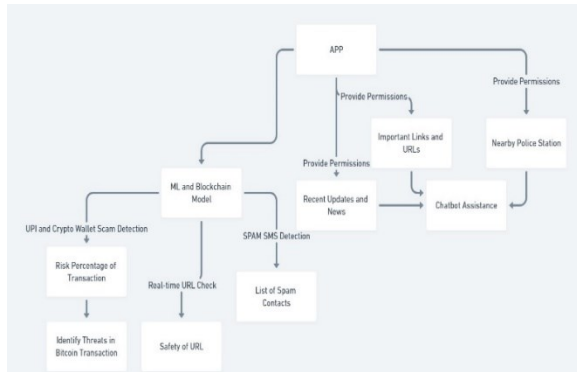 APP
Provide Permissions
Provide Permissions
Important Links and
URLs
Nearby Police Station
Provide Permissions
ML and Blockchain
Model
Recent Updates and
News
Chatbot Assistance
UPI and Crypto Wallet Scam Detection
SPAM SMS Detection
Risk Percentage of
Transaction
Real-time URL Check
List of Spam
Contacts
Identify Threats in
Bitcoin Transaction
Safety of URL